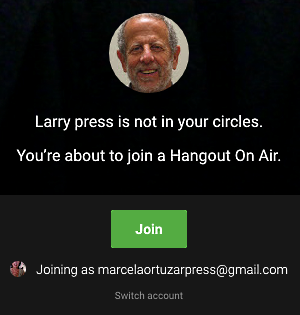 Larry press is not in your circles.
You're about to join a Hangout On Air.
Join
Joining as marcelaortuzarpress@gmail.com
Switch account